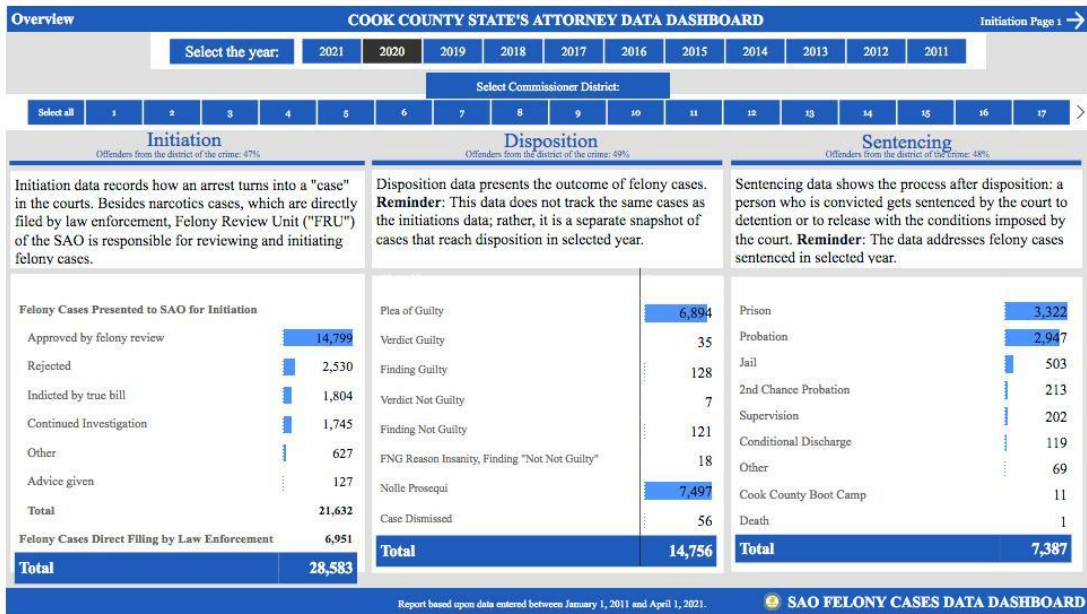 Overview
COOK COUNTY STATE'S ATTORNEY DATA DASHBOARD
Initiation Page 1
Select the year:
2021 2020 2019 2018 2017 2016 2015 2014 2013 2012 2011
Select Commissioner District:
Select all 1 2 3 4 5 6 7 8 9 10 11 12 13 14 15 16 17
Initiation
Offenders from the district of the crime: 47%
Initiation data records how an arrest turns into a "case"
in the courts. Besides narcotics cases, which are directly
filed by law enforcement, Felony Review Unit ("FRU")
of the SAO is responsible for reviewing and initiating
felony cases.
Felony Cases Presented to SAO for Initiation
Approved by felony review 14,799
Rejected 2,530
Indicted by true bill 1,804
Continued Investigation 1,745
Other 627
Advice given 127
Total 21,632
Felony Cases Direct Filing by Law Enforcement 6,951
Total 28,583
Disposition
Offenders from the district of the crime: 49%
Disposition data presents the outcome of felony cases.
Reminder: This data does not track the same cases as
the initiations data; rather, it is a separate snapshot of
cases that reach disposition in selected year.
Plea of Guilty 6,894
Verdict Guilty 35
Finding Guilty 128
Verdict Not Guilty 7
Finding Not Guilty 121
FNG Reason Insanity, Finding "Not Not Guilty" 18
Nolle Prosequi 7,497
Case Dismissed 56
Total 14,756
Sentencing
Offenders from the district of the crime: 48%
Sentencing data shows the process after disposition: a
person who is convicted gets sentenced by the court to
detention or to release with the conditions imposed by
the court. Reminder: The data addresses felony cases
sentenced in selected year.
Prison 3,322
Probation 2,947
Jail 503
2nd Chance Probation 213
Supervision 202
Conditional Discharge 119
Other 69
Cook County Boot Camp 11
Death 1
Total 7,387
Report based upon data entered between January 1, 2011 and April 1, 2021.
SAO FELONY CASES DATA DASHBOARD